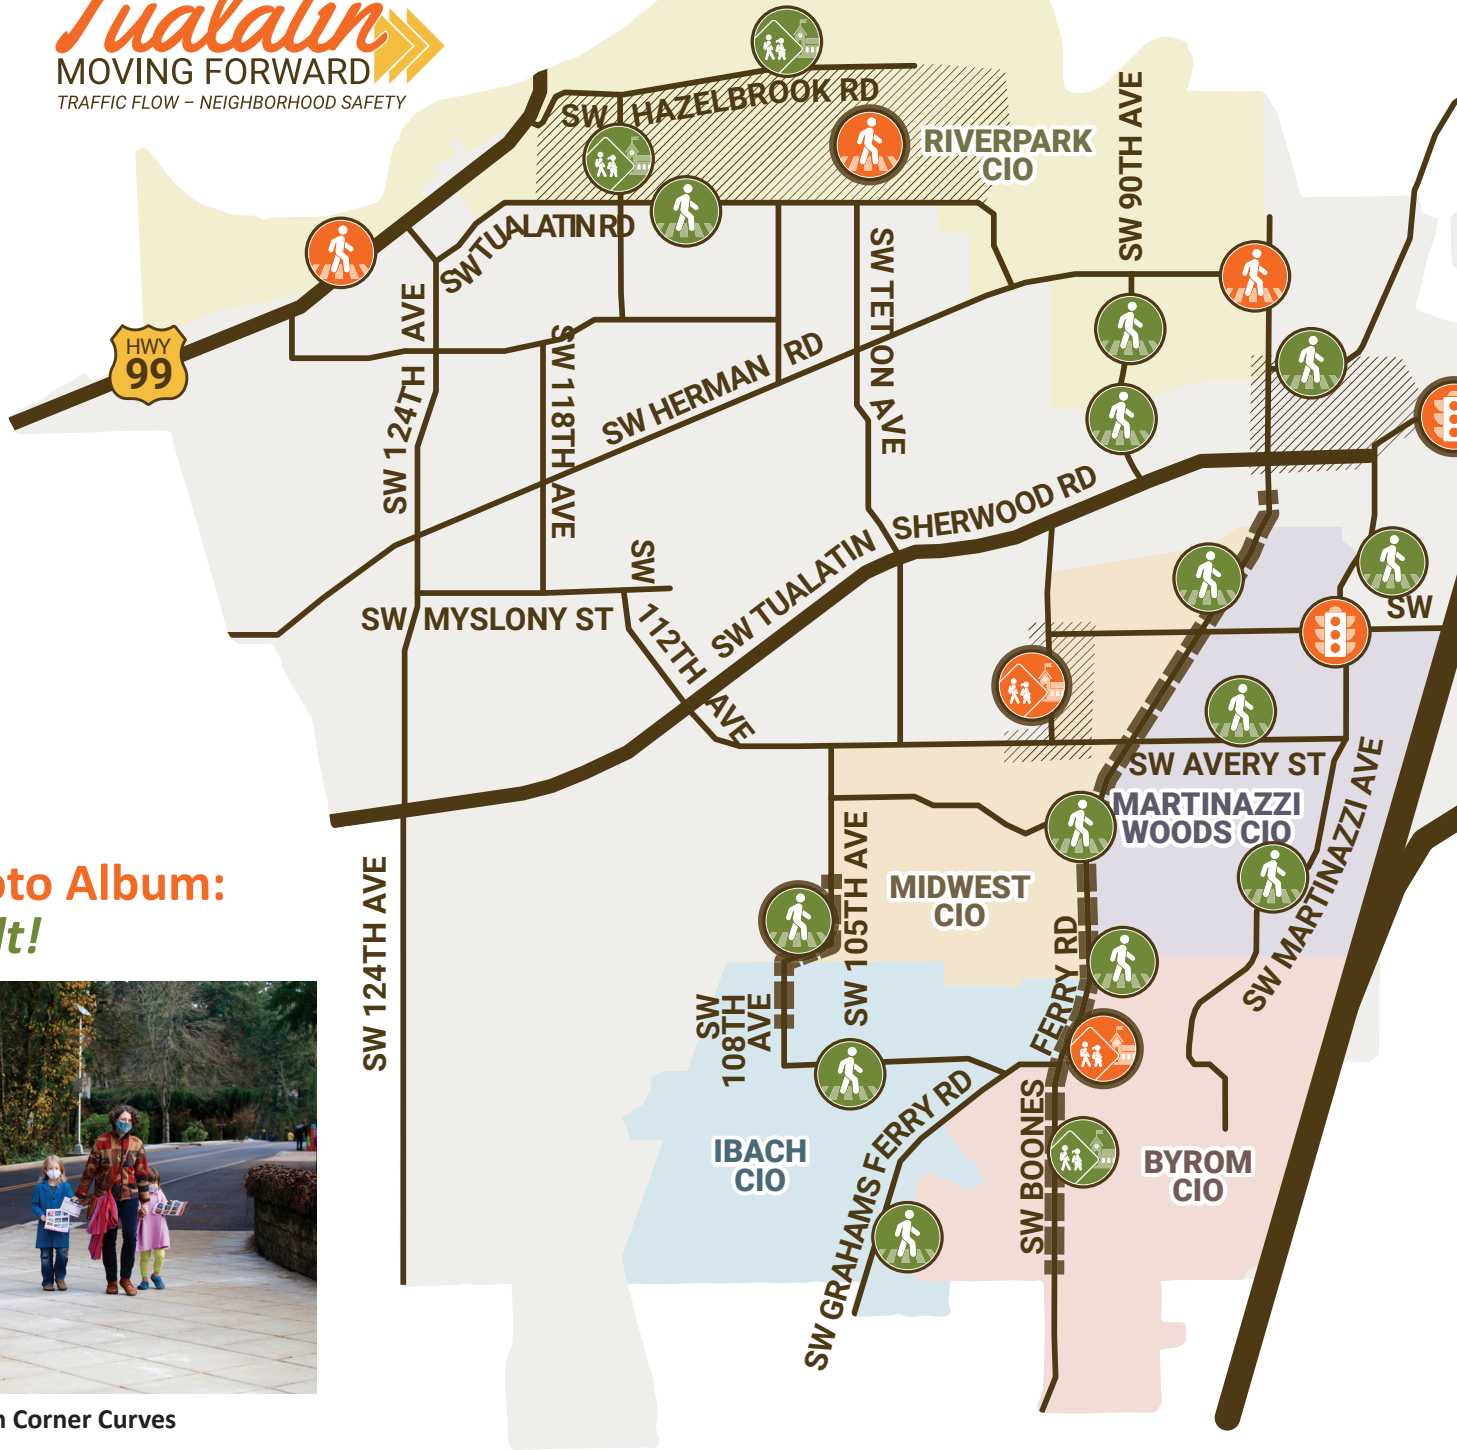 Tualatin
MOVING FORWARD
TRAFFIC FLOW – NEIGHBORHOOD SAFETY
SW HAZELBROOK RD
RIVERPARK
CIO
SW 90TH AVE
SW TUALATIN RD
SW TETON AVE
HWY
99
SW 124TH AVE
SW 118TH AVE
SW HERMAN RD
SW TUALATIN SHERWOOD RD
SW 112TH AVE
SW MYSLONY ST
SW
SW AVERY ST
MARTINAZZI
WOODS CIO
SW MARTINAZZI AVE
MIDWEST
CIO
SW 105TH AVE
SW 124TH AVE
oto Album:
It!
SW
108TH
AVE
SW BOONES FERRY RD
SW GRAHAMS FERRY RD
IBACH
CIO
BYROM
CIO
n Corner Curves